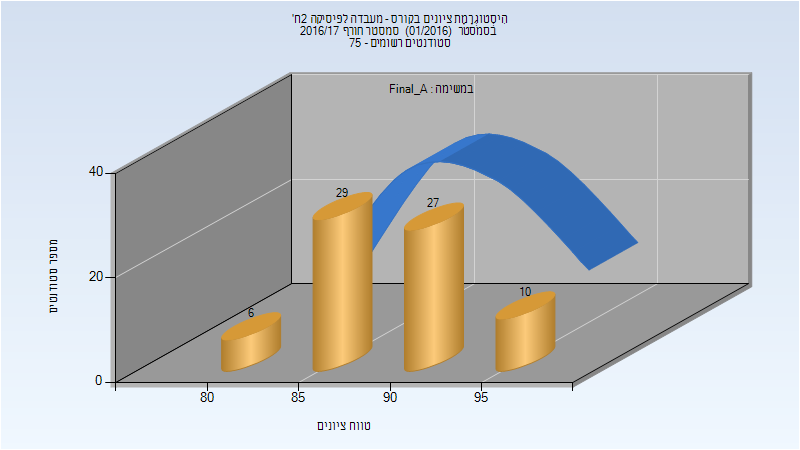 היסטוגרמת ציונים בקורס - מעבדה לפיסיקה 2ח'
בסמסטר (01/2016) סמסטר חורף 2016/17
סטודנטים רשומים - 75
במשימה : Final_A
40
20
0
מספר סטודנטים
6
29
27
10
80
85
90
95
טווח ציונים